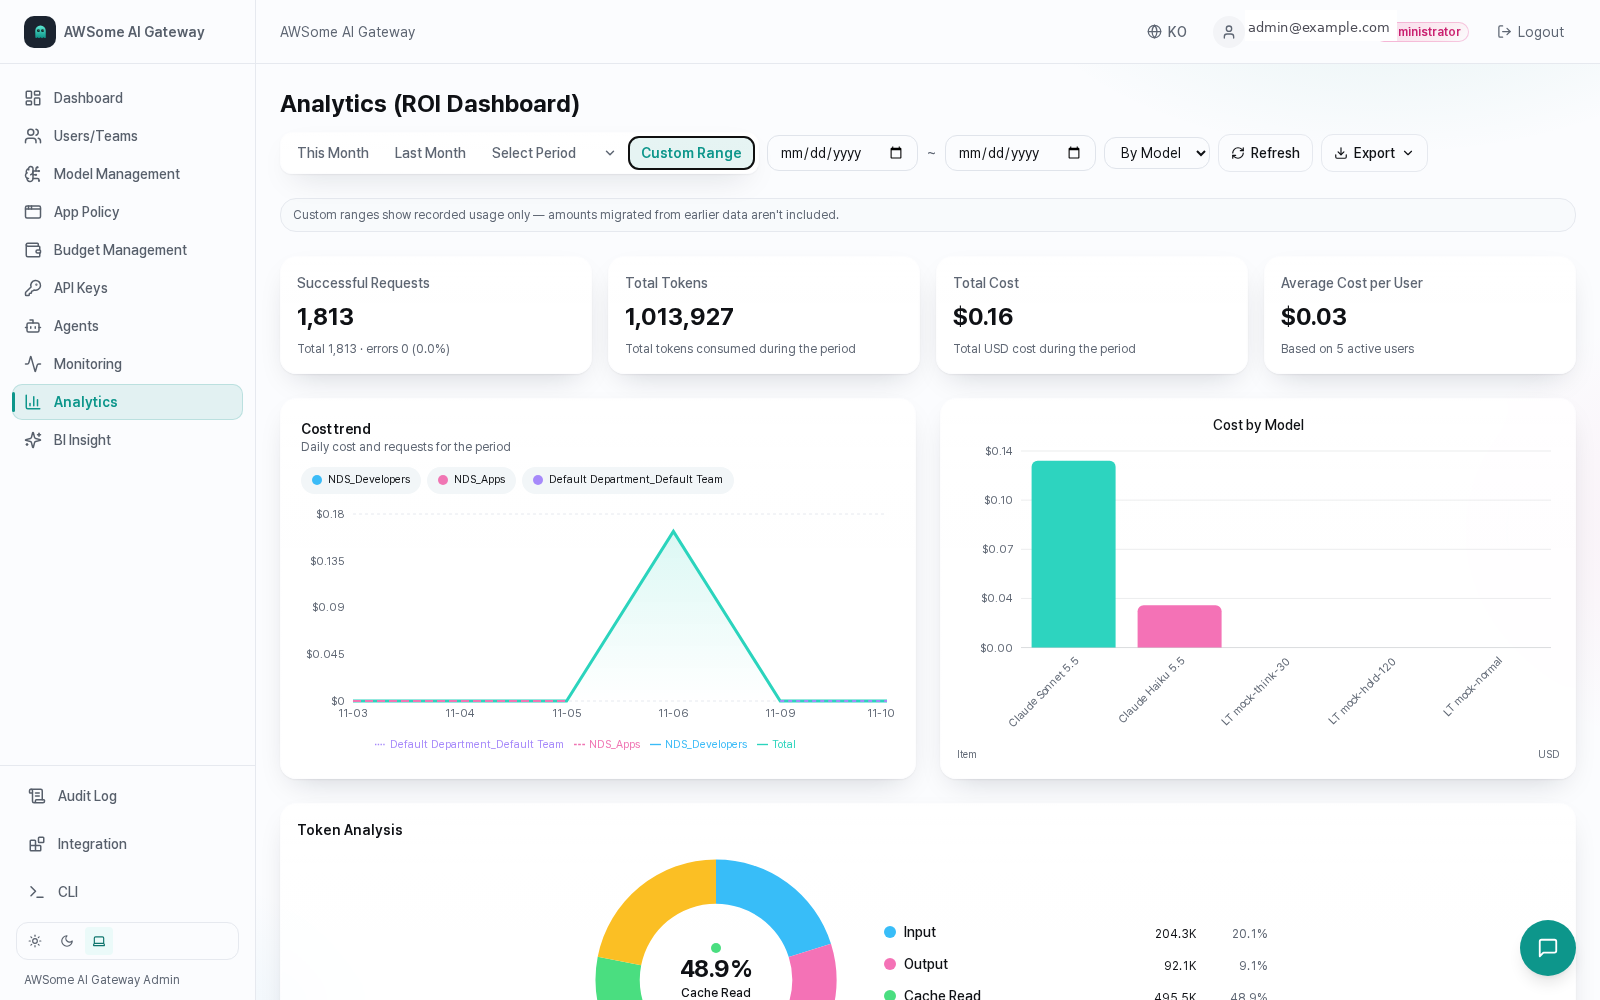 AWSome AI Gateway
AWSome AI Gateway
KO
admin@example.com
ministrator
Logout
Dashboard
Users/Teams
Model Management
App Policy
Budget Management
API Keys
Agents
Monitoring
Analytics
BI Insight
Audit Log
Integration
CLI
AWSome AI Gateway Admin
Analytics (ROI Dashboard)
This Month
Last Month
Select Period
Custom Range
mm/dd/yyyy
~
mm/dd/yyyy
By Model
Refresh
Export
Custom ranges show recorded usage only — amounts migrated from earlier data aren't included.
Successful Requests
1,813
Total 1,813 · errors 0 (0.0%)
Total Tokens
1,013,927
Total tokens consumed during the period
Total Cost
$0.16
Total USD cost during the period
Average Cost per User
$0.03
Based on 5 active users
Cost trend
Daily cost and requests for the period
NDS_Developers
NDS_Apps
Default Department_Default Team
$0.18
$0.135
$0.09
$0.045
$0
11-03
11-04
11-05
11-06
11-09
11-10
Default Department_Default Team
NDS_Apps
NDS_Developers
Total
Cost by Model
$0.14
$0.10
$0.07
$0.04
$0.00
Claude Sonnet 5.5
Claude Haiku 5.5
LT mock-think-30
LT mock-hold-120
LT mock-normal
Item
USD
Token Analysis
48.9%
Cache Read
Input 204.3K 20.1%
Output 92.1K 9.1%
Cache Read 495.5K 48.9%